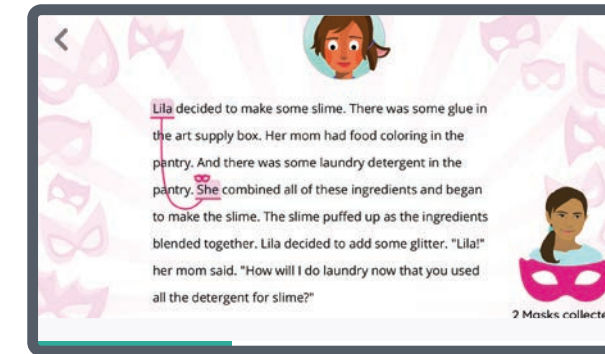 Lila decided to make some slime. There was some glue in
the art supply box. Her mom had food coloring in the
pantry. And there was some laundry detergent in the
pantry. She combined all of these ingredients and began
to make the slime. The slime puffed up as the ingredients
blended together. Lila decided to add some glitter. "Lila!"
her mom said. "How will I do laundry now that you used
all the detergent for slime?"
2 Masks collecte